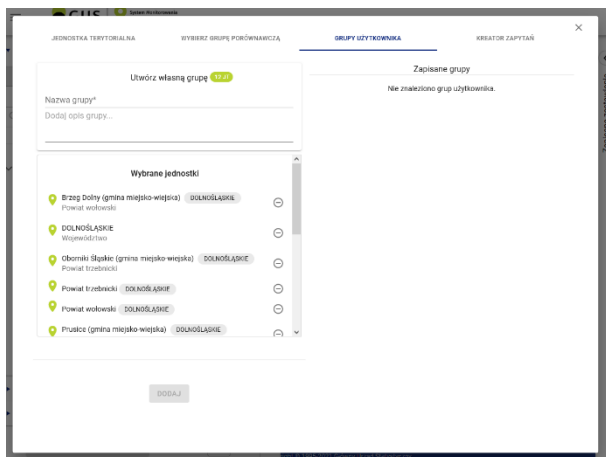 GUS
JEDNOSTKA TERYTORIALNA
WYBIERZ GRUPĘ PORÓWNAWCZĄ
GRUPY UŻYTKOWNIKA
KREATOR ZAPYTAŃ
Utwórz własną grupę
Nazwa grupy*
Dodaj opis grupy...
Wybrane jednostki
Brzeg Dolny (gmina miejsko-wiejska) DOLNOŚLĄSKIE
Powiat wołowski
DOLNOŚLĄSKIE
Województwo
Oborniki Śląskie (gmina miejsko-wiejska) DOLNOŚLĄSKIE
Powiat trzebnicki
Powiat trzebnicki DOLNOŚLĄSKIE
Powiat wołowski DOLNOŚLĄSKIE
Prusice (gmina miejsko-wiejska) DOLNOŚLĄSKIE
DODAJ
Zapisane grupy
Nie znaleziono grup użytkownika.